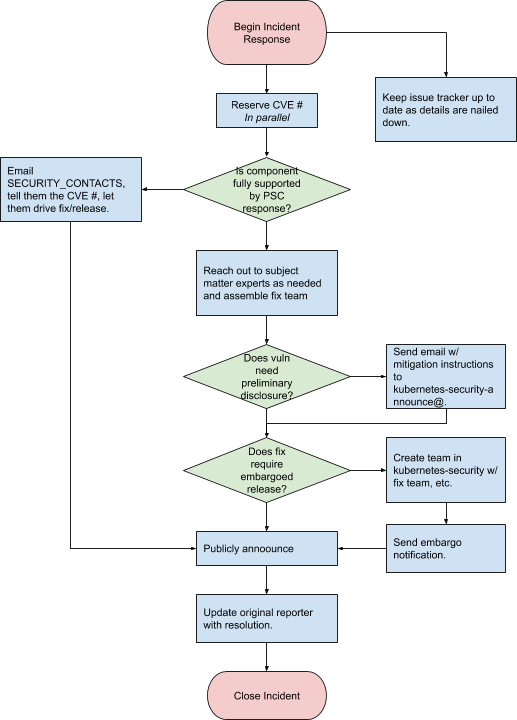 Begin Incident
Response
Keep issue tracker up to
date as details are nailed
down.
Reserve CVE #
In parallel
Is component
fully supported
by PSC
response?
Email
SECURITY_CONTACTS,
tell them the CVE #, let
them drive fix/release.
Reach out to subject
matter experts as needed
and assemble fix team
Does vuln
need
preliminary
disclosure?
Send email w/
mitigation instructions
to
kubernetes-security-a
nnounce@.
Does fix
require
embargoed
release?
Create team in
kubernetes-security w/
fix team, etc.
Send embargo
notification.
Publicly annoounce
Update original reporter
with resolution.
Close Incident